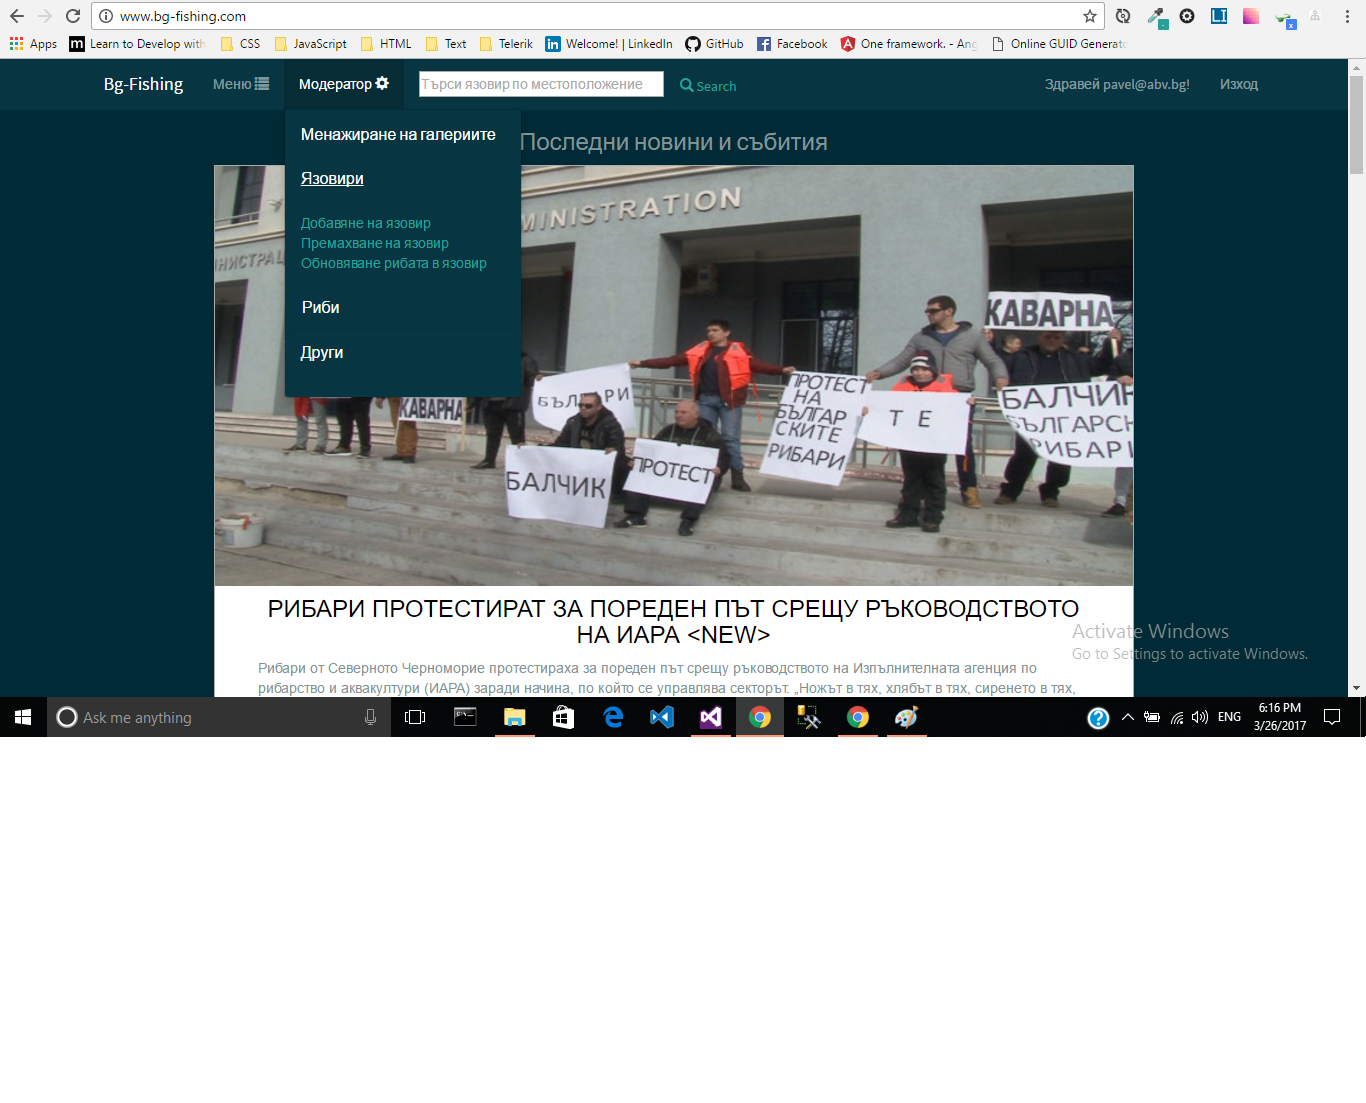 www.bg-fishing.com
Apps
Learn to Develop with
CSS
JavaScript
HTML
Text
Telerik
Welcome! | LinkedIn
GitHub
Facebook
One framework. - Ang
Online GUID Generato
Bg-Fishing
Меню
Модератор
Търси язовир по местоположение
Search
Здравей pavel@abv.bg!
Изход
Менажиране на галериите
Язовири
Добавяне на язовир
Премахване на язовир
Обновяване рибата в язовир
Риби
Други
Последни новини и събития
MINISTRATION
КАВАРНА
КАВАРНА
БАЛЧИК
ПРОТЕСТ
ПРОТЕСТ
НА
БЪЛГАР
СКИТЕ
РИБАРИ
ТЕ
БАЛЧИК
БЪЛГАРС
РИБАРИ
РИБАРИ ПРОТЕСТИРАТ ЗА ПОРЕДЕН ПЪТ СРЕЩУ РЪКОВОДСТВОТО
НА ИАРА <NEW>
Рибари от Северното Черноморие протестираха за пореден път срещу ръководството на Изпълнителната агенция по
рибарство и аквакултури (ИАРА) заради начина, по който се управлява секторът. „Ножът в тях, хлябът в тях, сиренето в тях,
Activate Windows
Go to Settings to activate Windows.
Ask me anything
ENG
6:16 PM
3/26/2017